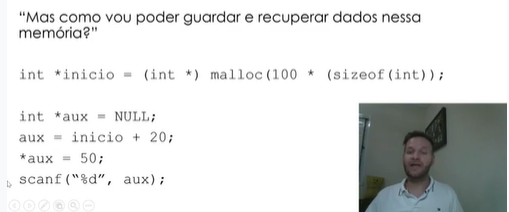 “Mas como vou poder guardar e recuperar dados nessa
memória?”
int *inicio = (int *) malloc(100 * (sizeof(int));
int *aux = NULL;
aux = inicio + 20;
*aux = 50;
scanf(“%d”, aux);